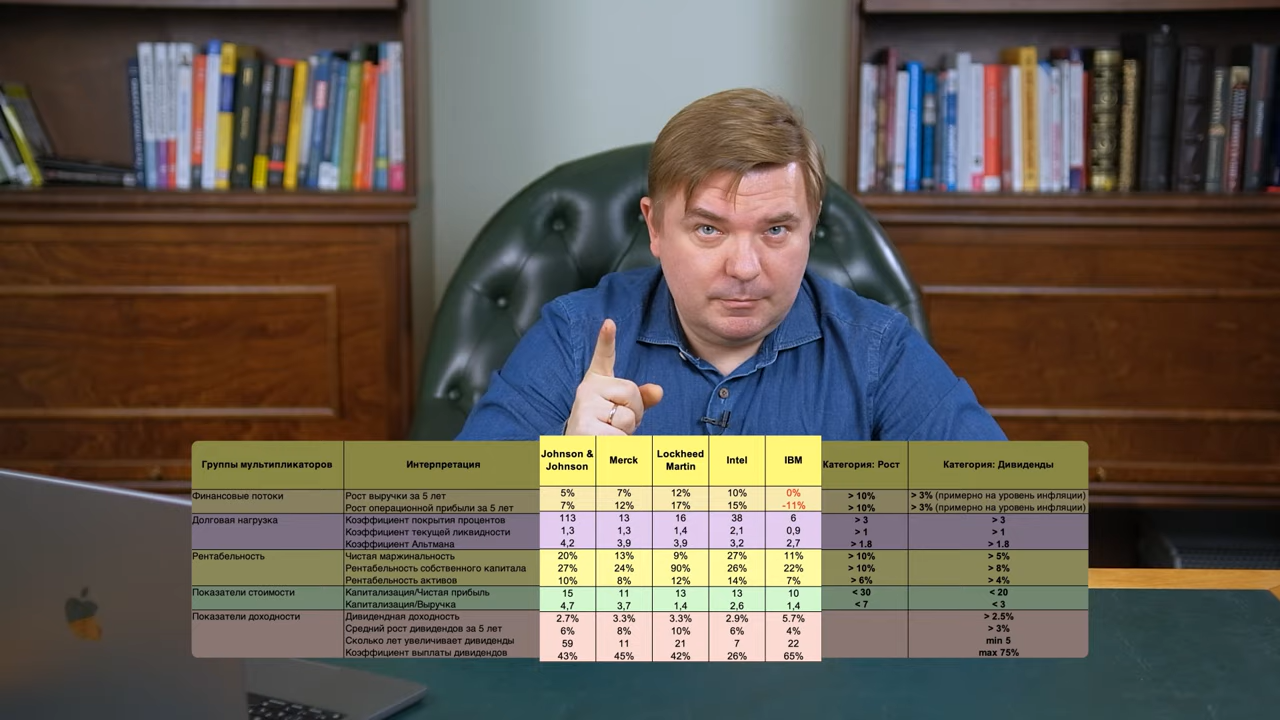 Группы мультипликаторов Интерпретация Johnson & Johnson Merck Lockheed Martin Intel IBM Категория: Рост Категория: Дивиденды
Финансовые потоки Рост выручки за 5 лет 5% 7% 12% 10% 0% > 10% > 3% (примерно на уровень инфляции)
Рост операционной прибыли за 5 лет 7% 12% 17% 15% -11% > 10% > 3% (примерно на уровень инфляции)
Долговая нагрузка Коэффициент покрытия процентов 113 13 16 38 6 > 3 > 3
Коэффициент текущей ликвидности 1,3 1,3 1,4 2,1 0,9 > 1 > 1
Коэффициент Альтмана 4,2 3,9 3,9 3,2 2,7 > 1.8 > 1.8
Рентабельность Чистая маржинальность 20% 13% 9% 27% 11% > 10% > 5%
Рентабельность собственного капитала 27% 24% 90% 26% 22% > 10% > 8%
Рентабельность активов 10% 8% 12% 14% 7% > 6% > 4%
Показатели стоимости Капитализация/Чистая прибыль 15 11 13 13 10 < 30 < 20
Капитализация/Выручка 4,7 3,7 1,4 2,6 1,4 < 7 < 3
Показатели доходности Дивидендная доходность 2.7% 3.3% 3.3% 2.9% 5.7% > 2.5%
Средний рост дивидендов за 5 лет 6% 8% 10% 6% 4% > 3%
Сколько лет увеличивает дивиденды 59 11 21 7 22 min 5
Коэффициент выплаты дивидендов 43% 45% 42% 26% 65% max 75%